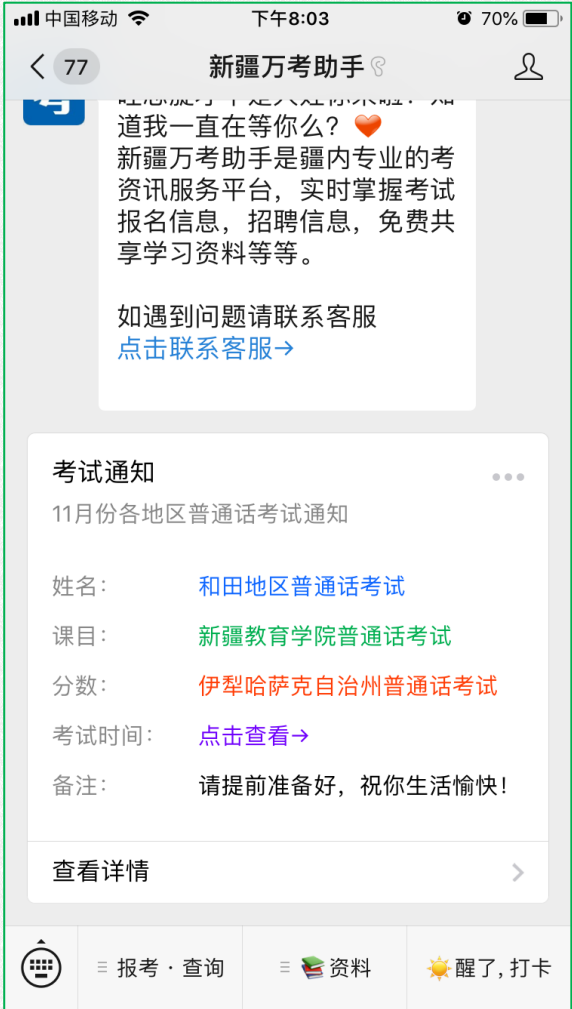 中国移动
下午8:03
70%
77
新疆万考助手
道我一直在等你么？
新疆万考助手是疆内专业的考
资讯服务平台，实时掌握考试
报名信息，招聘信息，免费共
享学习资料等等。
如遇到问题请联系客服
点击联系客服→
考试通知
11月份各地区普通话考试通知
姓名：
和田地区普通话考试
课目：
新疆教育学院普通话考试
分数：
伊犁哈萨克自治州普通话考试
考试时间：
点击查看→
备注：
请提前准备好，祝你生活愉快！
查看详情
报考·查询
资料
醒了,打卡